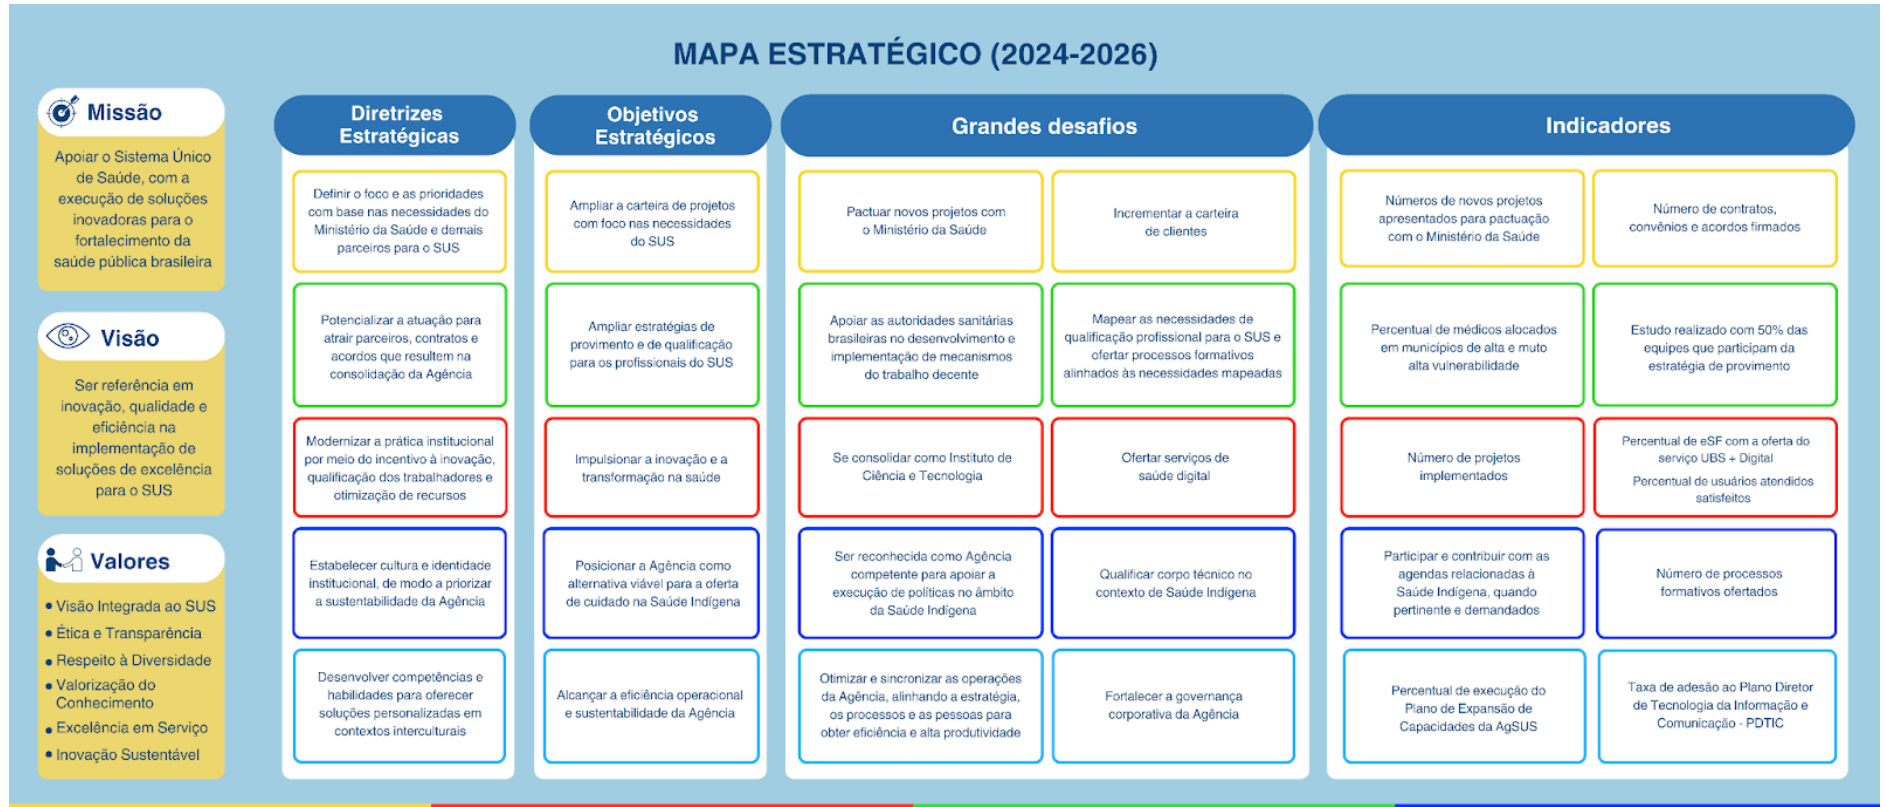 MAPA ESTRATÉGICO (2024-2026)
Missão
Apoiar o Sistema Único
de Saúde, com a
execução de soluções
inovadoras para o
fortalecimento da
saúde pública brasileira
Visão
Ser referência em
inovação, qualidade e
eficiência na
implementação de
soluções de excelência
para o SUS
Valores
• Visão Integrada ao SUS
• Ética e Transparência
• Respeito à Diversidade
• Valorização do
Conhecimento
• Excelência em Serviço
• Inovação Sustentável
Diretrizes
Estratégicas
Objetivos
Estratégicos
Grandes desafios
Indicadores
Definir o foco e as prioridades
com base nas necessidades do
Ministério da Saúde e demais
parceiros para o SUS
Ampliar a carteira de projetos
com foco nas necessidades
do SUS
Pactuar novos projetos com
o Ministério da Saúde
Incrementar a carteira
de clientes
Números de novos projetos
apresentados para pactuação
com o Ministério da Saúde
Número de contratos,
convênios e acordos firmados
Potencializar a atuação para
atrair parceiros, contratos e
acordos que resultem na
consolidação da Agência
Ampliar estratégias de
provimento e de qualificação
para os profissionais do SUS
Apoiar as autoridades sanitárias
brasileiras no desenvolvimento e
implementação de mecanismos
do trabalho decente
Mapear as necessidades de
qualificação profissional para o SUS e
ofertar processos formativos
alinhados às necessidades mapeadas
Percentual de médicos alocados
em municípios de alta e muto
alta vulnerabilidade
Estudo realizado com 50% das
equipes que participam da
estratégia de provimento
Modernizar a prática institucional
por meio do incentivo à inovação,
qualificação dos trabalhadores e
otimização de recursos
Impulsionar a inovação e a
transformação na saúde
Se consolidar como Instituto de
Ciência e Tecnologia
Ofertar serviços de
saúde digital
Número de projetos
implementados
Percentual de eSF com a oferta do
serviço UBS + Digital
Percentual de usuários atendidos
satisfeitos
Estabelecer cultura e identidade
institucional, de modo a priorizar
a sustentabilidade da Agência
Posicionar a Agência como
alternativa viável para a oferta
de cuidado na Saúde Indígena
Ser reconhecida como Agência
competente para apoiar a
execução de políticas no âmbito
da Saúde Indígena
Qualificar corpo técnico no
contexto de Saúde Indígena
Participar e contribuir com as
agendas relacionadas à
Saúde Indígena, quando
pertinente e demandados
Número de processos
formativos ofertados
Desenvolver competências e
habilidades para oferecer
soluções personalizadas em
contextos interculturais
Alcançar a eficiência operacional
e sustentabilidade da Agência
Otimizar e sincronizar as operações
da Agência, alinhando a estratégia,
os processos e as pessoas para
obter eficiência e alta produtividade
Fortalecer a governança
corporativa da Agência
Percentual de execução do
Plano de Expansão de
Capacidades da AgSUS
Taxa de adesão ao Plano Diretor
de Tecnologia da Informação e
Comunicação - PDTIC